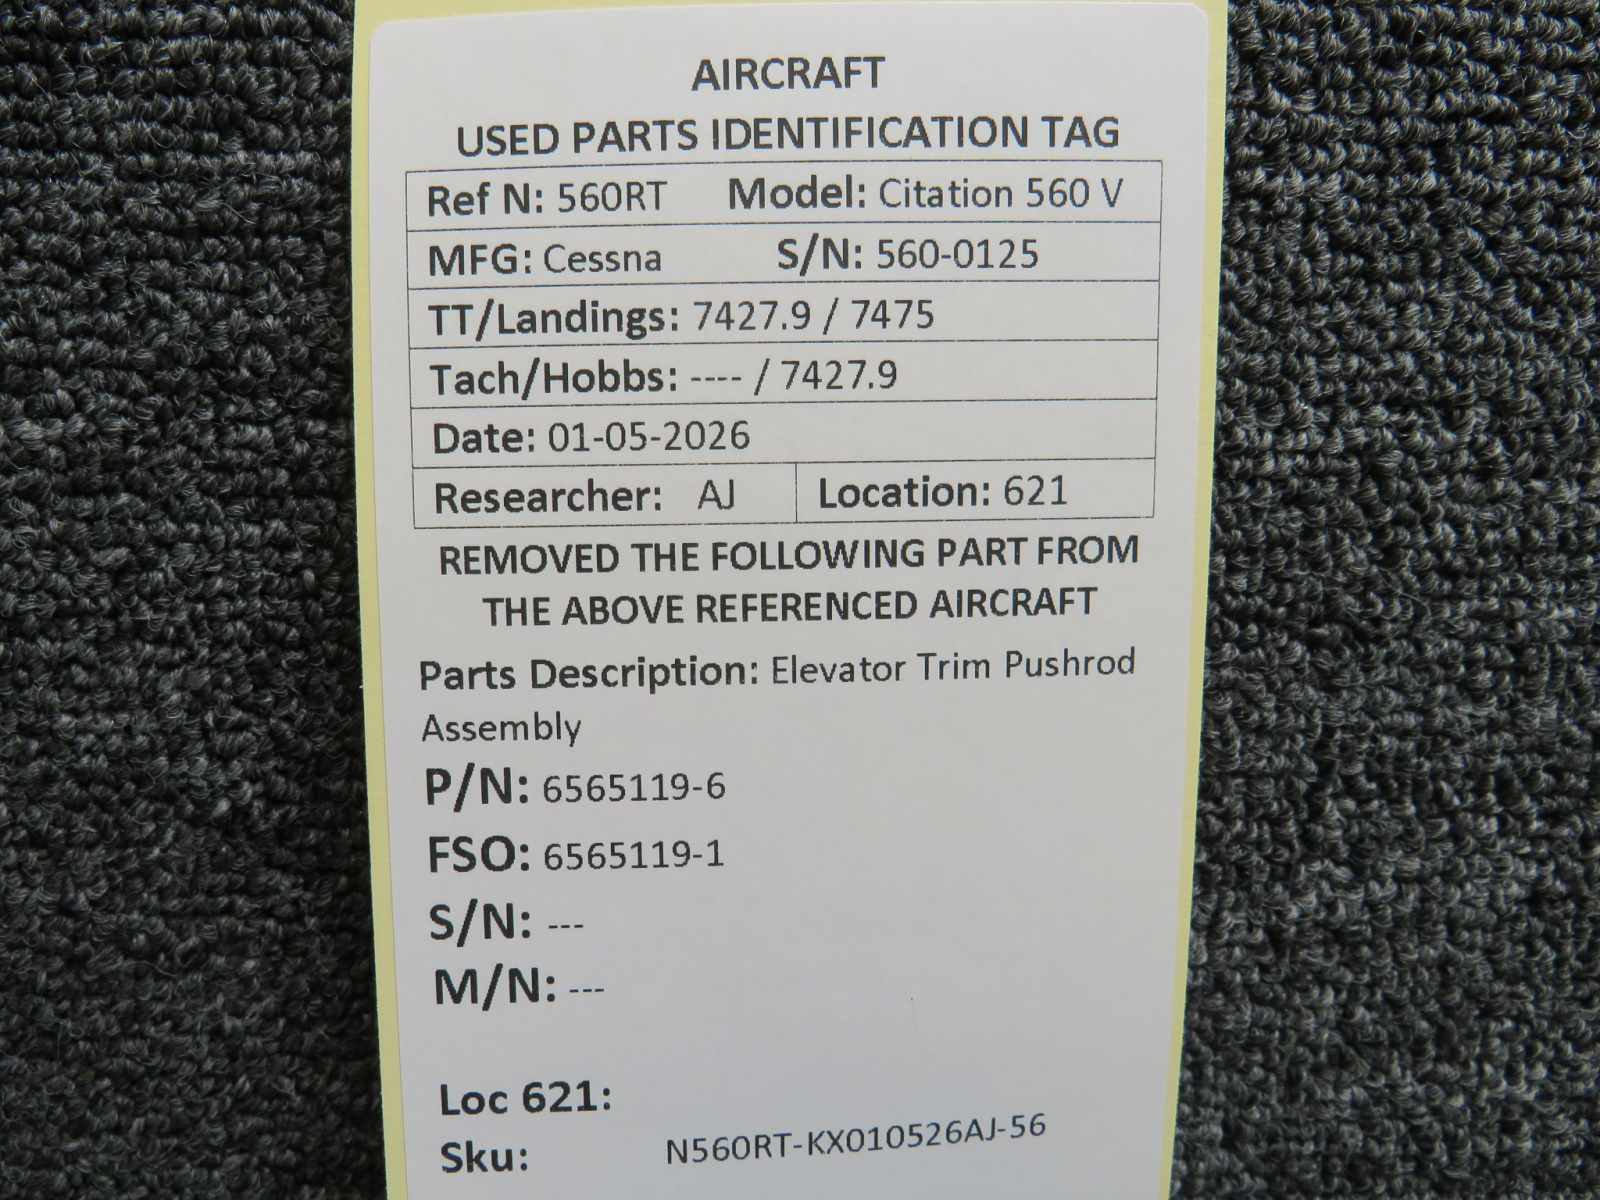 AIRCRAFT
USED PARTS IDENTIFICATION TAG
Ref N: 560RT Model: Citation 560 V
MFG: Cessna S/N: 560-0125
TT/Landings: 7427.9 / 7475
Tach/Hobbs: ---- / 7427.9
Date: 01-05-2026
Researcher: AJ Location: 621
REMOVED THE FOLLOWING PART FROM
THE ABOVE REFERENCED AIRCRAFT
Parts Description: Elevator Trim Pushrod
Assembly
P/N: 6565119-6
FSO: 6565119-1
S/N: ---
M/N: ---
Loc 621:
Sku: N560RT-KX010526AJ-56